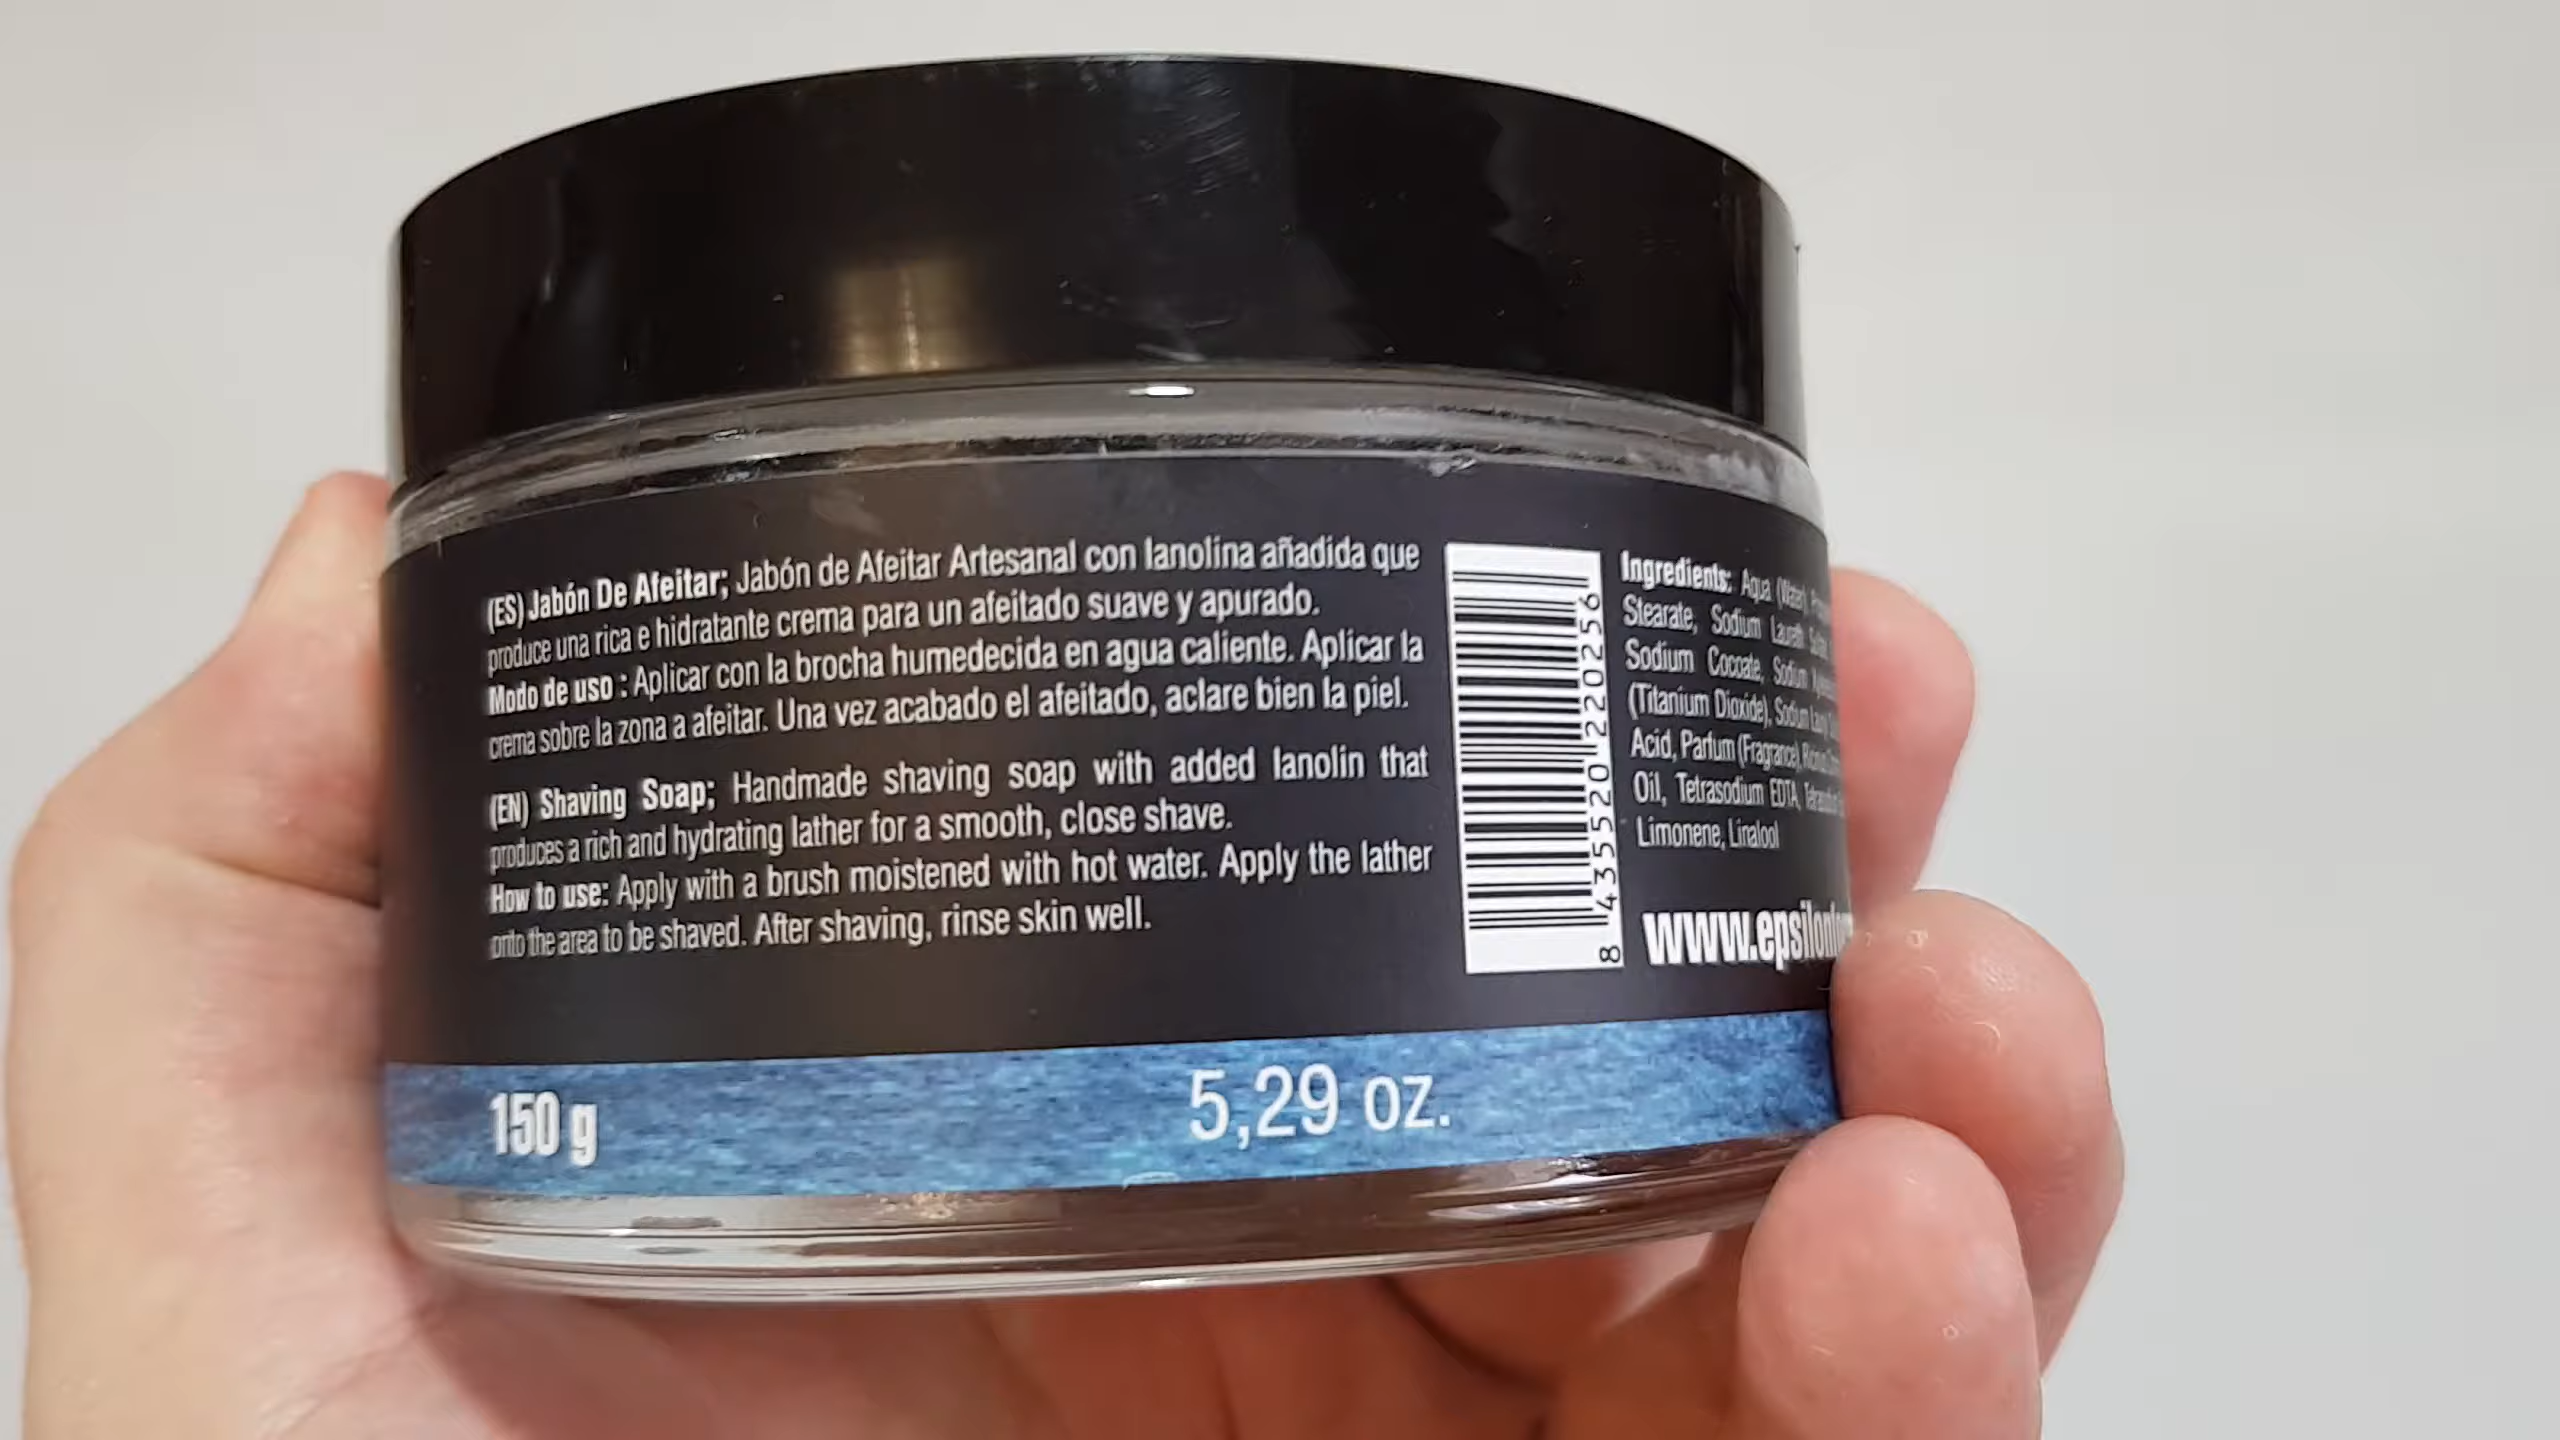 (ES) Jabón De Afeitar; Jabón de Afeitar Artesanal con lanolina añadida que
produce una rica e hidratante crema para un afeitado suave y apurado.
Modo de uso : Aplicar con la brocha humedecida en agua caliente. Aplicar la
crema sobre la zona a afeitar. Una vez acabado el afeitado, aclare bien la piel.
(EN) Shaving Soap; Handmade shaving soap with added lanolin that
produces a rich and hydrating lather for a smooth, close shave.
How to use: Apply with a brush moistened with hot water. Apply the lather
onto the area to be shaved. After shaving, rinse skin well.
8 435520 220256
Ingredients: Aqua (Water),
Stearate, Sodium Laureth
Sodium Cocoate, Sodium
(Titanium Dioxide), Sodium
Acid, Parfum (Fragrance),
Oil, Tetrasodium EDTA,
Limonene, Linalool
150 g
5,29 oz.